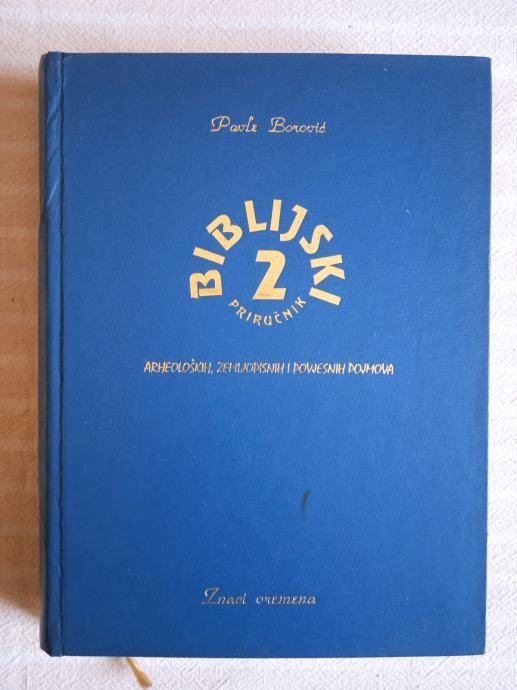 Pavle Borović
BIBLIJSKI
2
PRIRUČNIK
ARHEOLOŠKIH, ZEMLJOPISNIH I POVIJESNIH POJMOVA
Znaci vremena